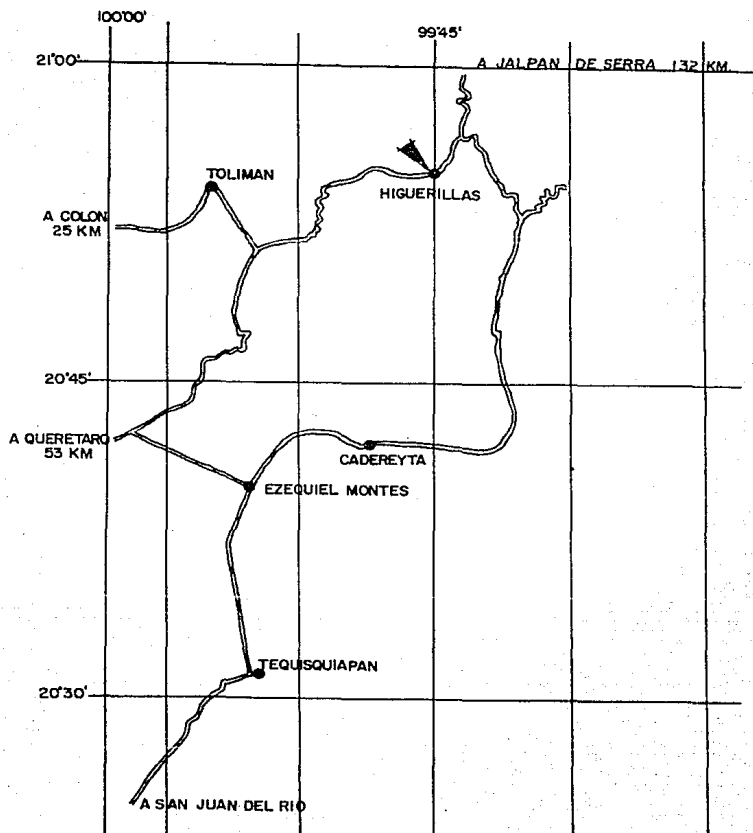 100°00'
99°45'
21°00'
A JALPAN DE SERRA 132 KM.
TOLIMAN
HIGUERILLAS
A COLON
25 KM
20°45'
A QUERETARO
53 KM
CADEREYTA
EZEQUIEL MONTES
TEQUISQUIAPAN
20°30'
A SAN JUAN DEL RIO